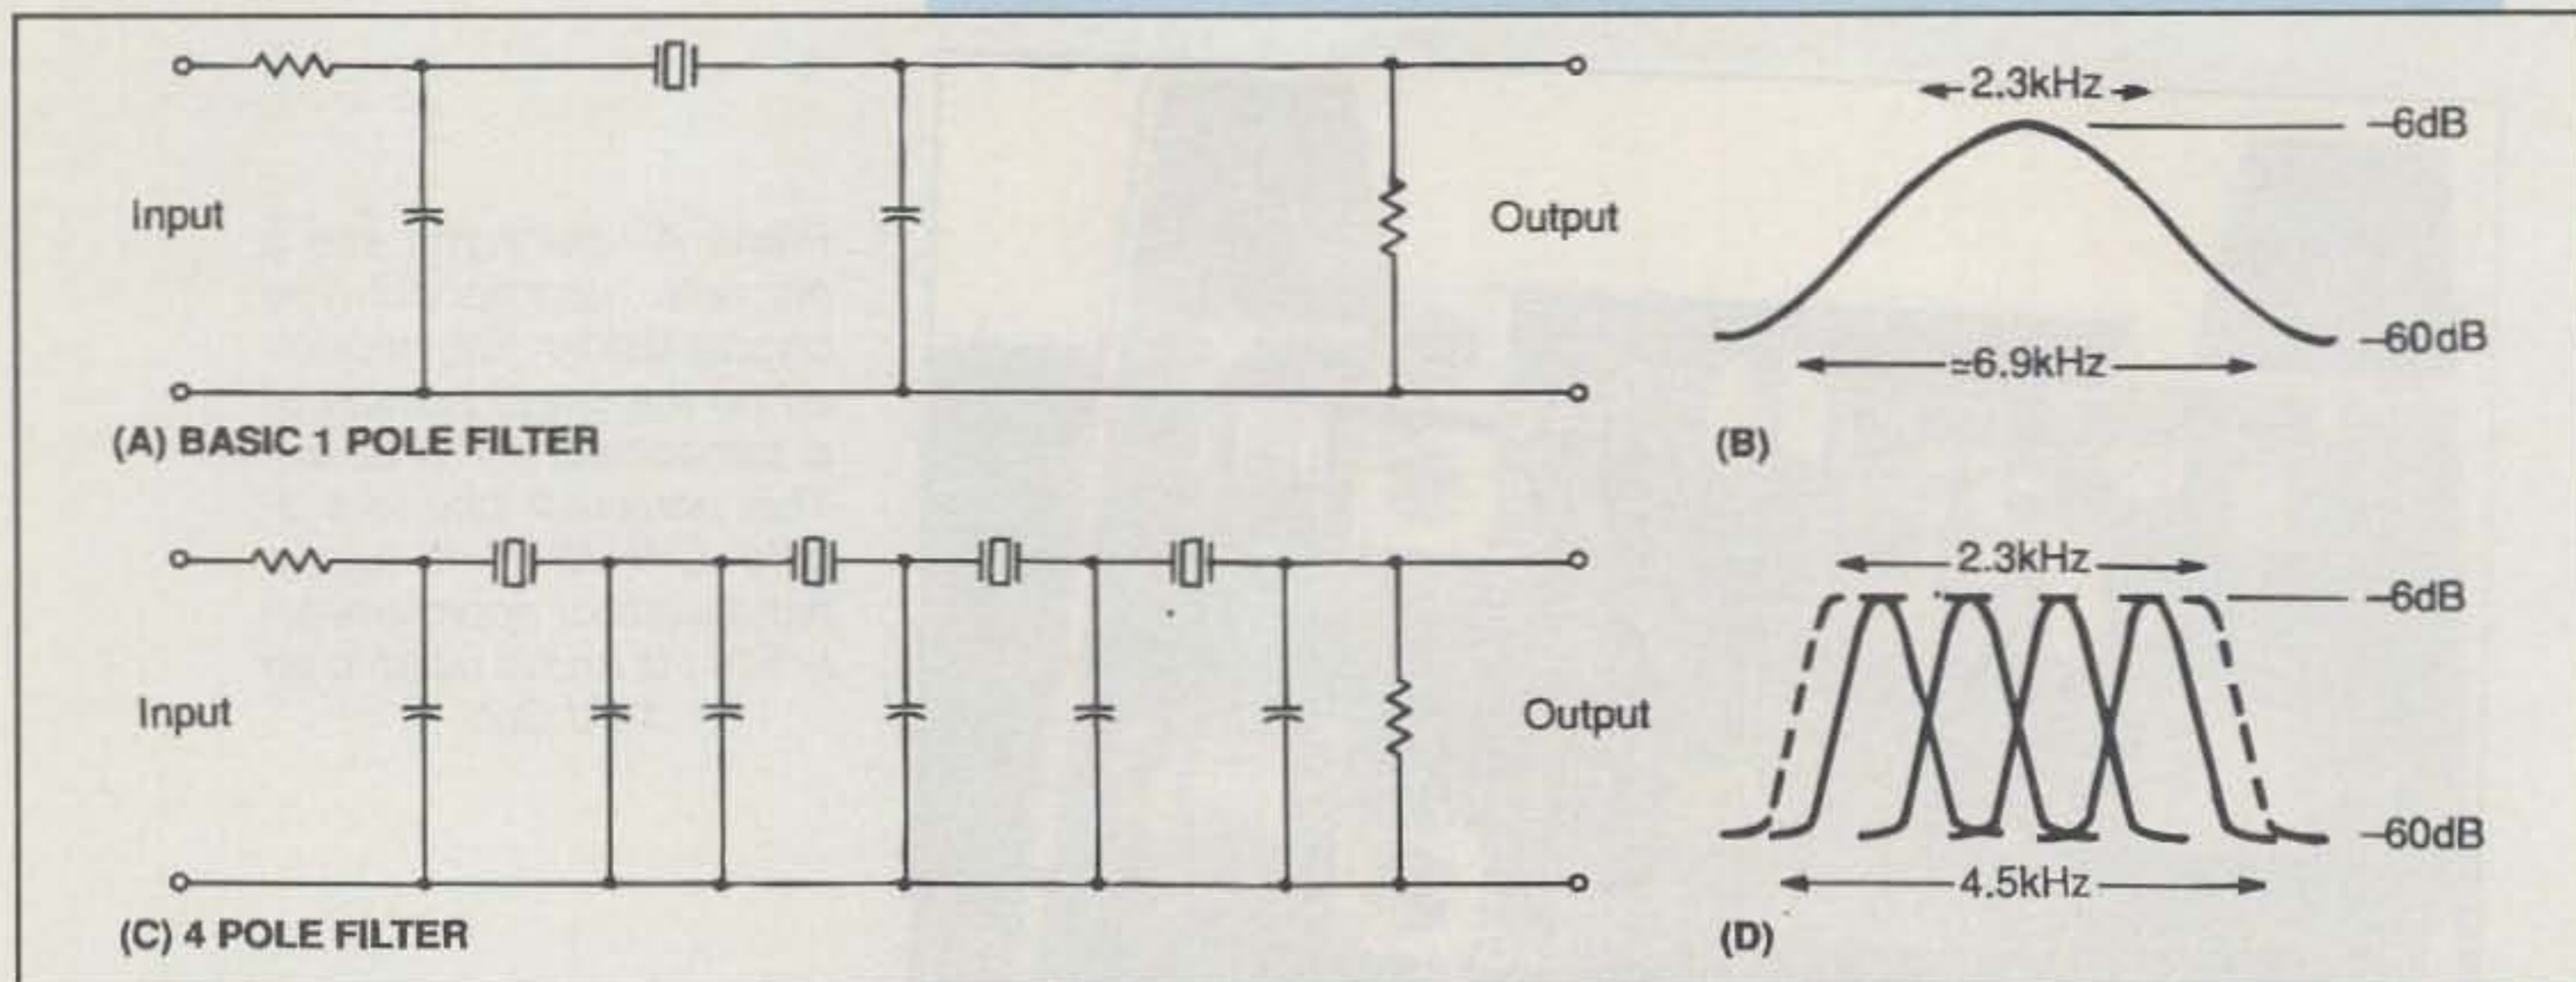 Input
Output
(A) BASIC 1 POLE FILTER
2.3kHz
–6dB
–60dB
≈6.9kHz
(B)
Input
Output
(C) 4 POLE FILTER
2.3kHz
–6dB
–60dB
4.5kHz
(D)